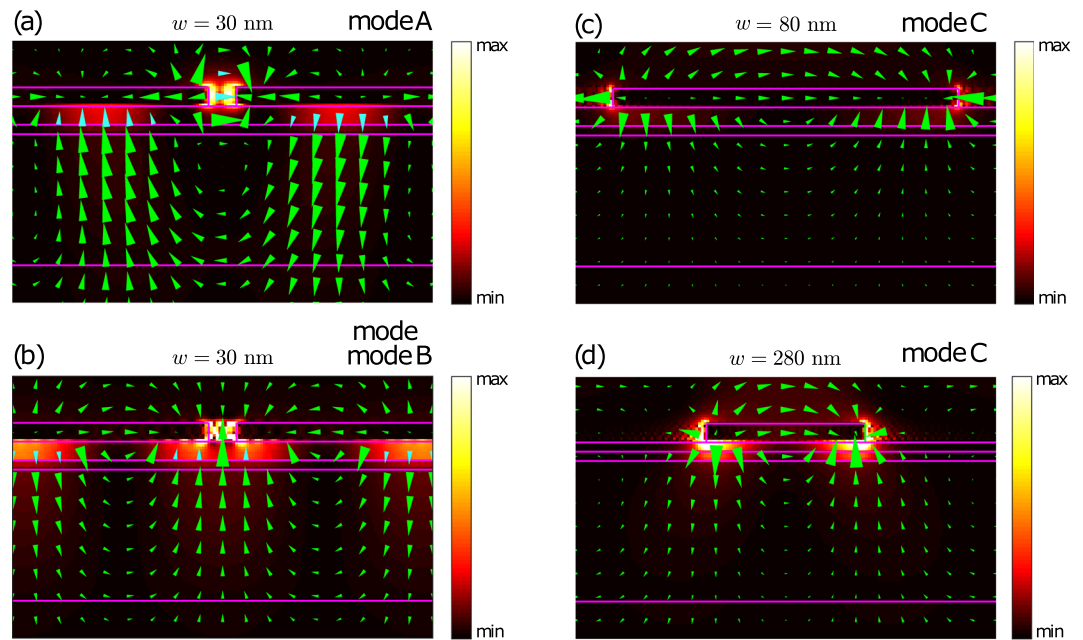 (a) w = 30 nm mode A
max
min
(b) w = 30 nm mode
mode B
max
min
(c) w = 80 nm mode C
max
min
(d) w = 280 nm mode C
max
min